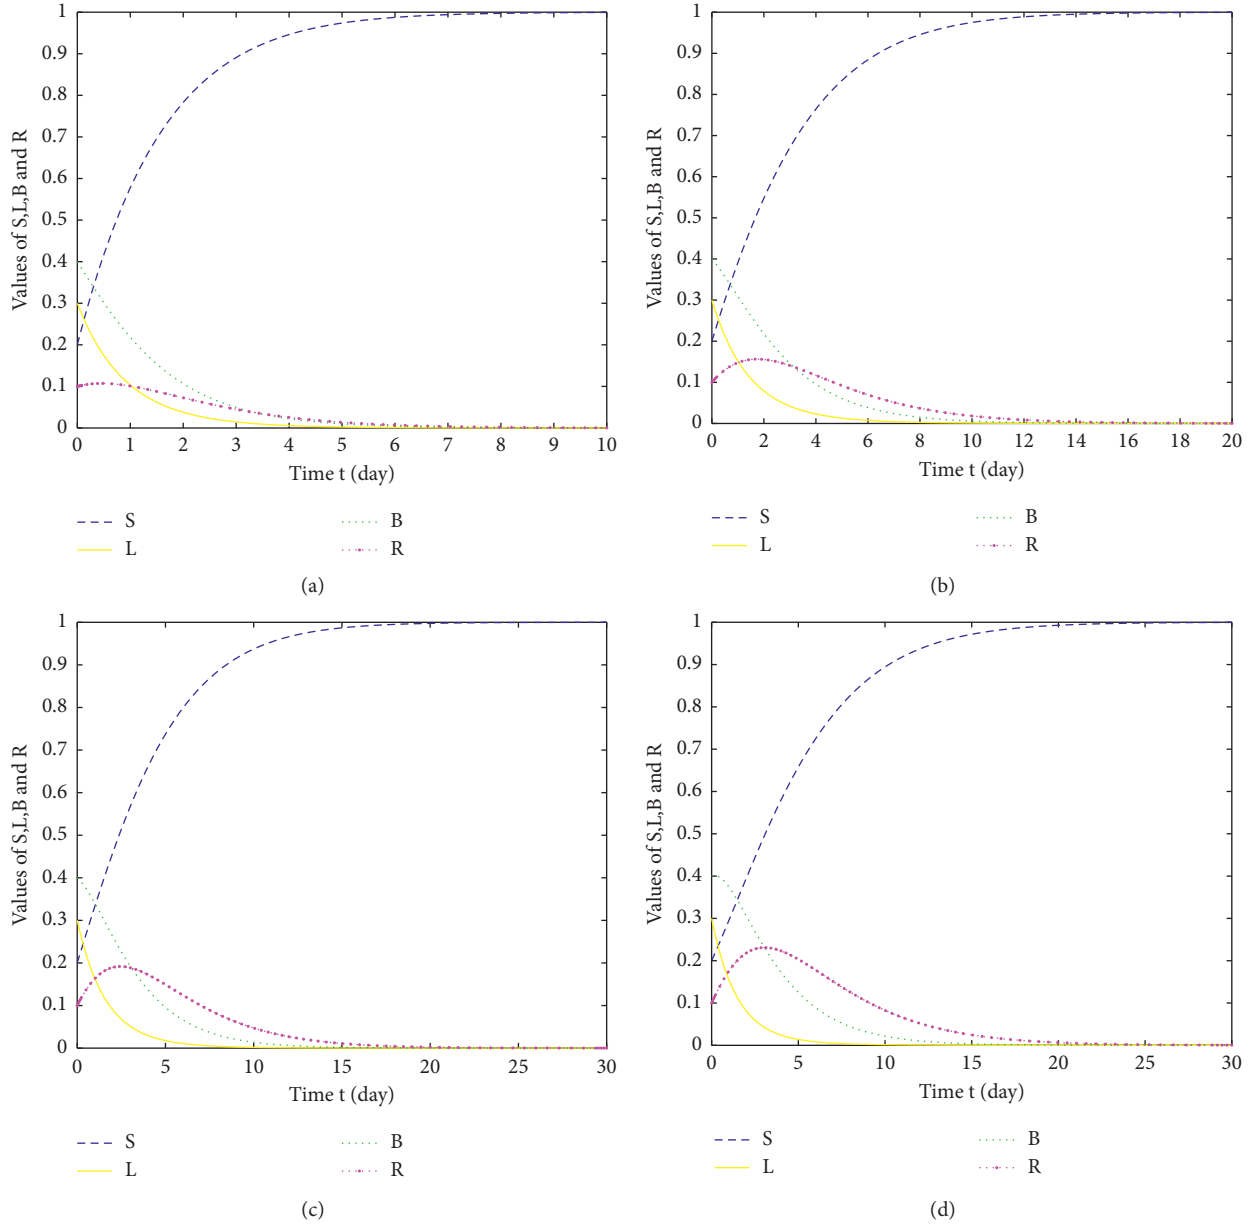 1
0.9
0.8
0.7
0.6
0.5
0.4
0.3
0.2
0.1
0
Values of S,L,B and R
0 1 2 3 4 5 6 7 8 9 10
Time t (day)
S B
L R
(a)
1
0.9
0.8
0.7
0.6
0.5
0.4
0.3
0.2
0.1
0
Values of S,L,B and R
0 2 4 6 8 10 12 14 16 18 20
Time t (day)
S B
L R
(b)
1
0.9
0.8
0.7
0.6
0.5
0.4
0.3
0.2
0.1
0
Values of S,L,B and R
0 5 10 15 20 25 30
Time t (day)
S B
L R
(c)
1
0.9
0.8
0.7
0.6
0.5
0.4
0.3
0.2
0.1
0
Values of S,L,B and R
0 5 10 15 20 25 30
Time t (day)
S B
L R
(d)